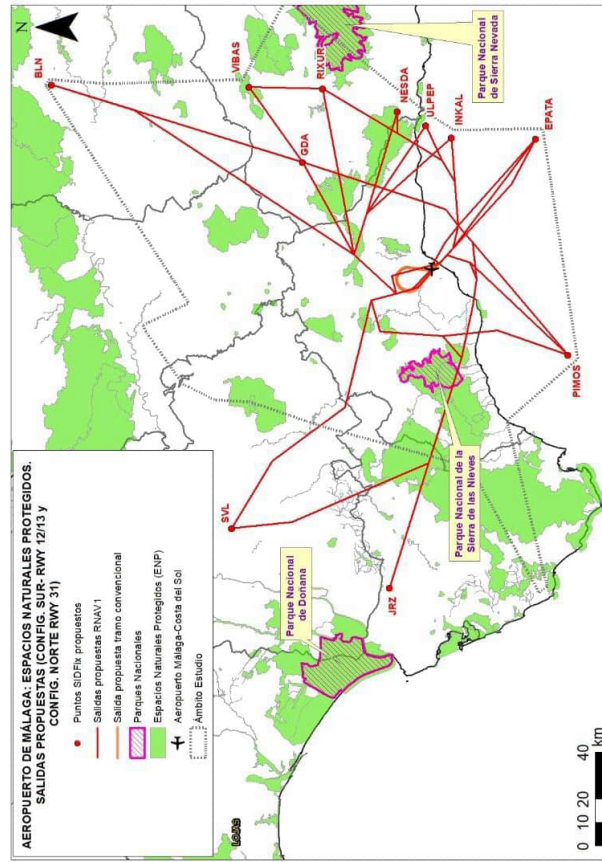 AEROPUERTO DE MÁLAGA: ESPACIOS NATURALES PROTEGIDOS.
SALIDAS PROPUESTAS (CONFIG. SUR- RWY 12/13 y
CONFIG. NORTE RWY 31)
Puntos SIDFix propuestos
Salidas propuestas RNAV1
Salida propuesta tramo convencional
Parques Nacionales
Espacios Naturales Protegidos (ENP)
Aeropuerto Málaga-Costa del Sol
Ámbito Estudio
N
BLN
VIBAS
RIXUR
GDA
NESDA
ULPEP
INKAL
EPATA
PIMOS
SVL
JRZ
Parque Nacional
de Sierra Nevada
Parque Nacional de la
Sierra de las Nieves
Parque Nacional
de Doñana
0 10 20 40
km